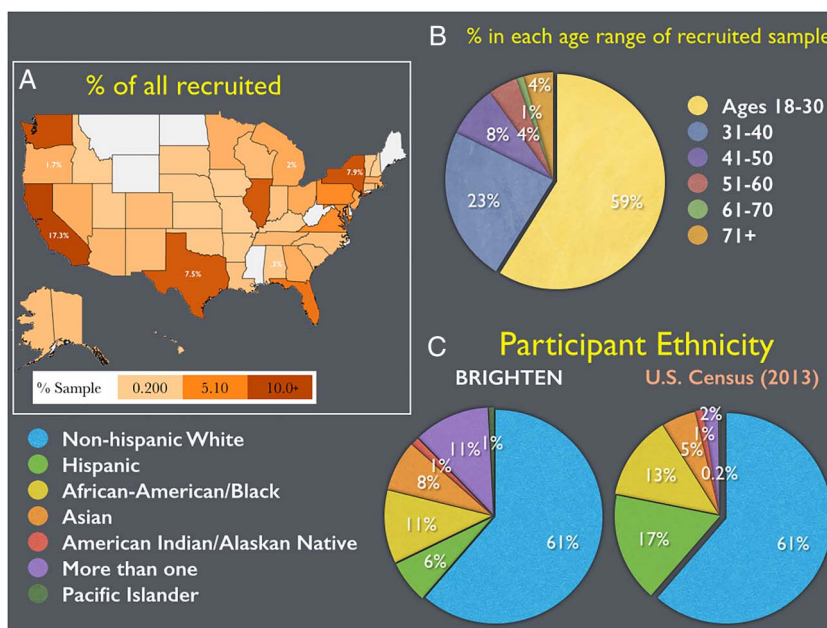 A
% of all recruited
1.7%
2%
7.9%
17.3%
7.5%
.3%
% Sample
0.200
5.10
10.0+
B
% in each age range of recruited sample
4%
1%
4%
8%
23%
59%
Ages 18-30
31-40
41-50
51-60
61-70
71+
C
Participant Ethnicity
BRIGHTEN
U.S. Census (2013)
Non-hispanic White
Hispanic
African-American/Black
Asian
American Indian/Alaskan Native
More than one
Pacific Islander
11%
1%
1%
8%
11%
6%
61%
2%
1%
5%
0.2%
13%
17%
61%